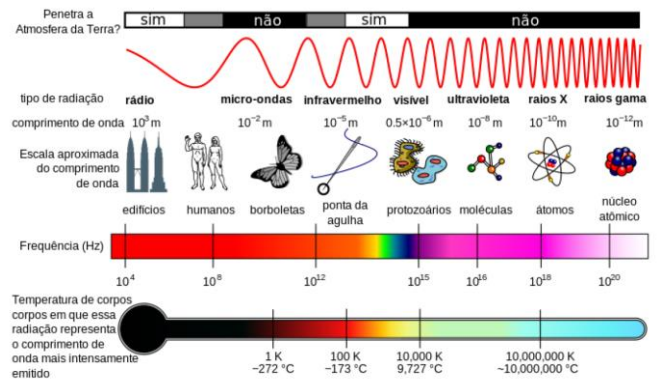 Penetra a
Atmosfera da Terra?
sim não sim não
tipo de radiação rádio micro-ondas infravermelho visível ultravioleta raios X raios gama
comprimento de onda 10³ m 10⁻² m 10⁻⁵ m 0.5×10⁻⁶ m 10⁻⁸ m 10⁻¹⁰ m 10⁻¹² m
Escala aproximada
do comprimento
de onda
edifícios humanos borboletas ponta da agulha protozoários moléculas átomos núcleo atômico
Frequência (Hz)
10⁴ 10⁸ 10¹² 10¹⁵ 10¹⁶ 10¹⁸ 10²⁰
Temperatura de corpos
corpos em que essa
radiação representa
o comprimento de
onda mais intensamente
emitido
1 K 100 K 10,000 K 10,000,000 K
−272 °C −173 °C 9,727 °C ~10,000,000 °C